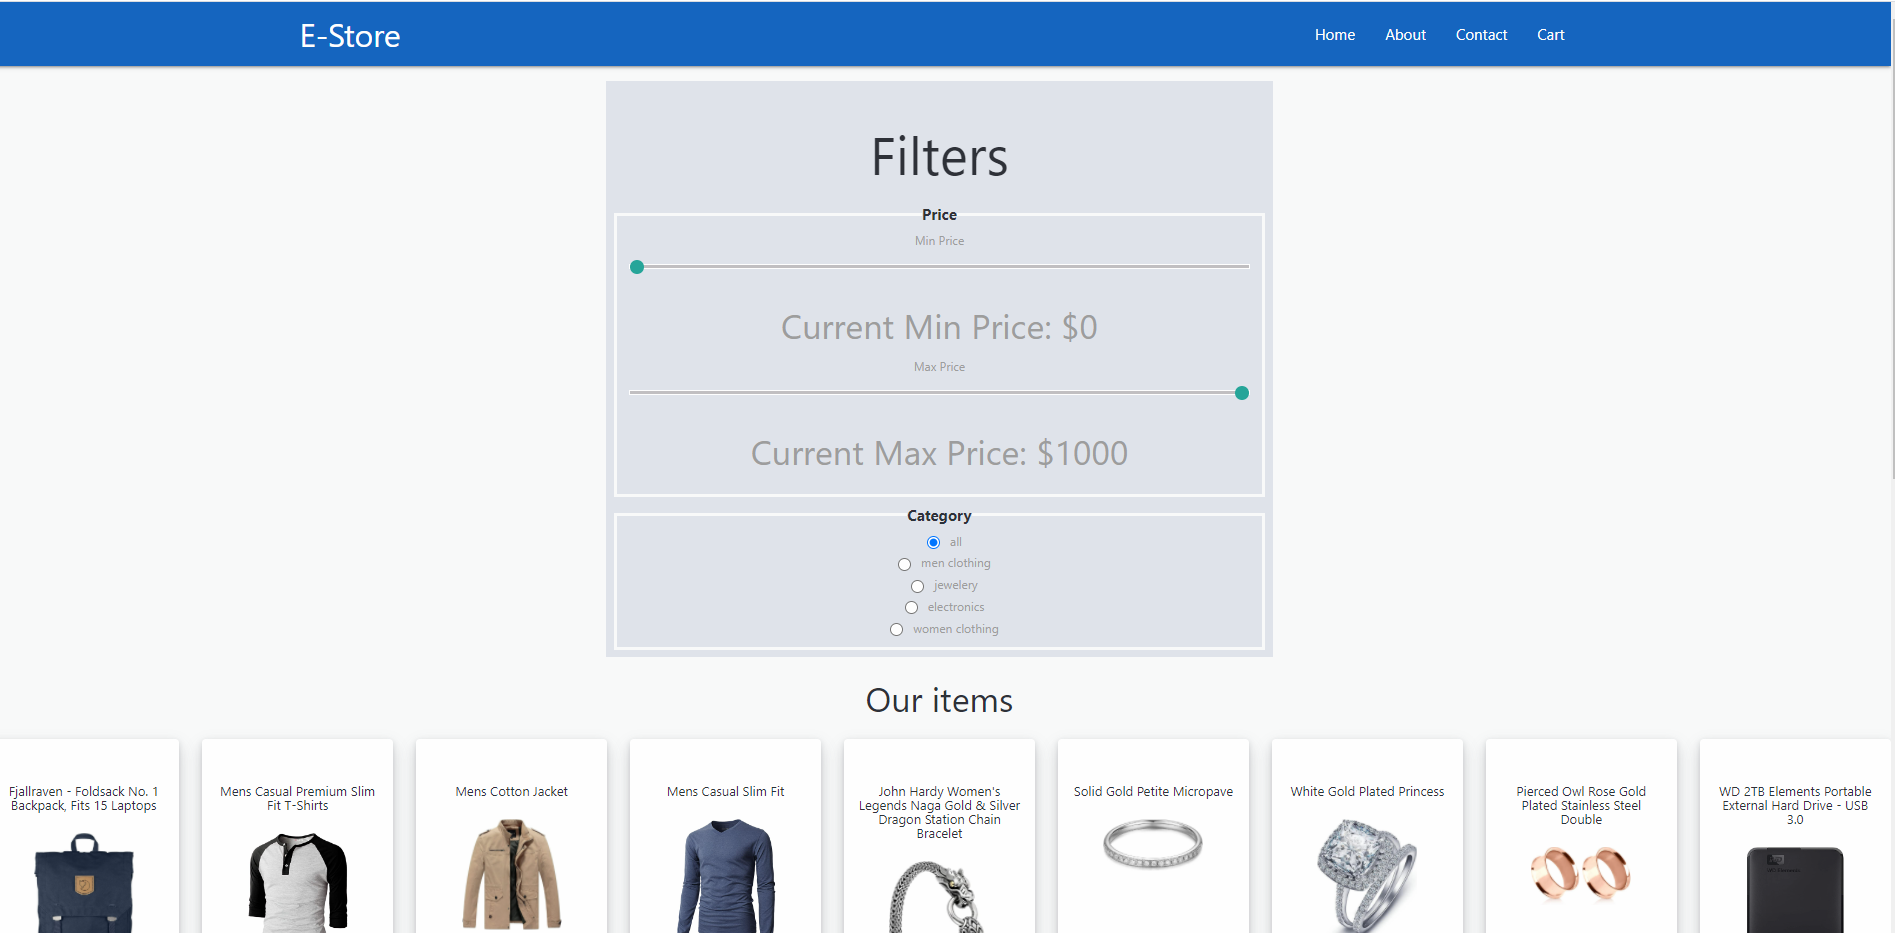 E-Store
Home About Contact Cart
Filters
Price
Min Price
Current Min Price: $0
Max Price
Current Max Price: $1000
Category
all
men clothing
jewelery
electronics
women clothing
Our items
Fjallraven - Foldsack No. 1
Backpack, Fits 15 Laptops
Mens Casual Premium Slim
Fit T-Shirts
Mens Cotton Jacket
Mens Casual Slim Fit
John Hardy Women's
Legends Naga Gold & Silver
Dragon Station Chain
Bracelet
Solid Gold Petite Micropave
White Gold Plated Princess
Pierced Owl Rose Gold
Plated Stainless Steel
Double
WD 2TB Elements Portable
External Hard Drive - USB
3.0